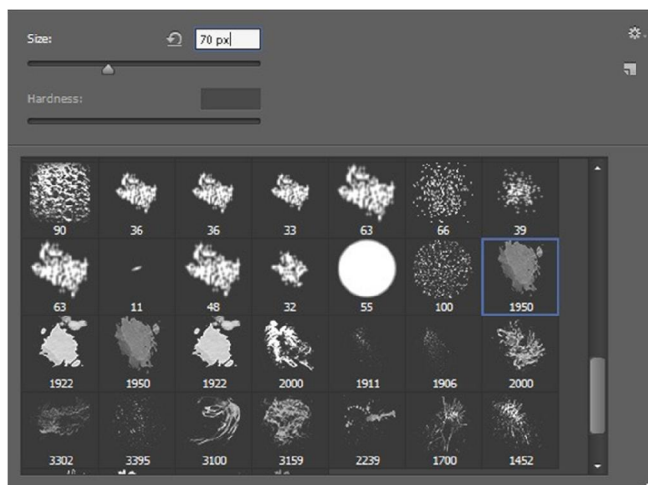 Size: 70 px
Hardness:
90 36 36 33 63 66 39
63 11 48 32 55 100 1950
1922 1950 1922 2000 1911 1906 2000
3302 3395 3100 3159 2239 1700 1452